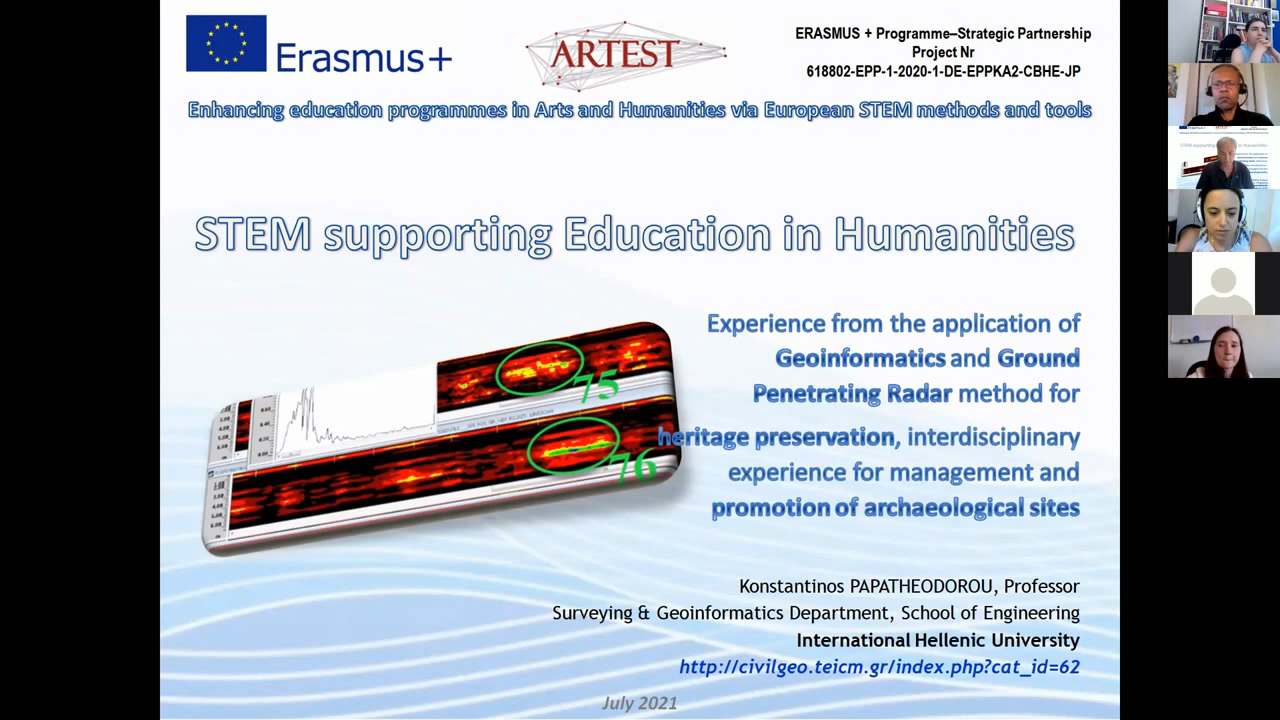 Erasmus+
ARTEST
ERASMUS + Programme–Strategic Partnership
Project Nr
618802-EPP-1-2020-1-DE-EPPKA2-CBHE-JP
Enhancing education programmes in Arts and Humanities via European STEM methods and tools
STEM supporting Education in Humanities
Experience from the application of
Geoinformatics and Ground
Penetrating Radar method for
heritage preservation, interdisciplinary
experience for management and
promotion of archaeological sites
75
76
Konstantinos PAPATHEODOROU, Professor
Surveying & Geoinformatics Department, School of Engineering
International Hellenic University
http://civilgeo.teicm.gr/index.php?cat_id=62
July 2021